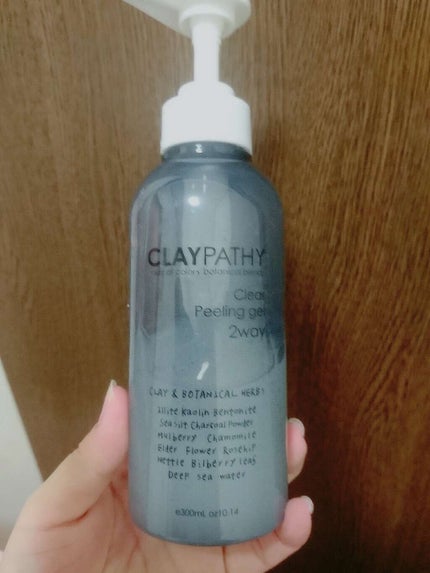 CLAYPATHY
Clear
Peeling gel
2way
CLAY & BOTANICAL HERBS
Illite Kaolin Bentonite
Sea Silt Charcoal Powder
Mulberry Chamomile
Elder Flower Rosehip
Nettle Bilberry leaf
Deep sea water
e300mL oz10.14